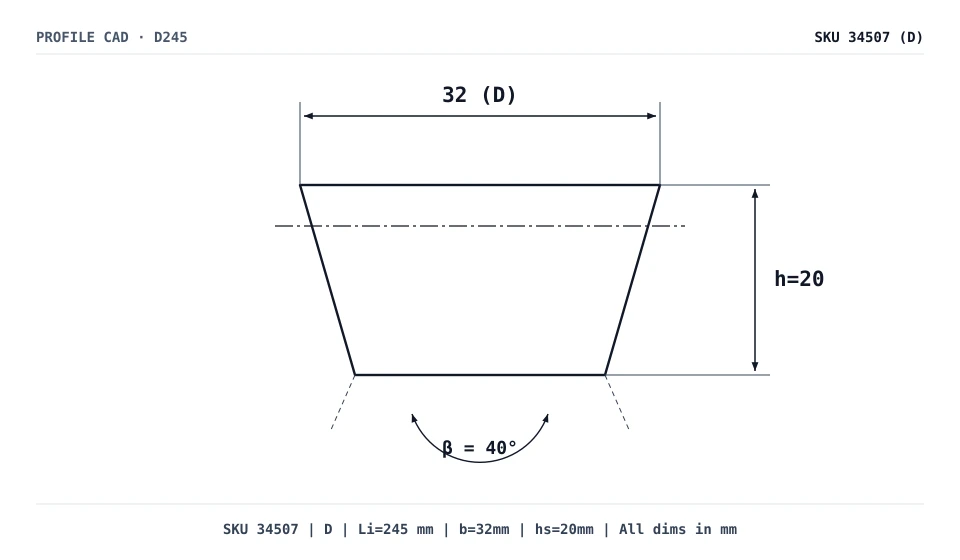 PROFILE CAD · D245
SKU 34507 (D)
32 (D)
h=20
β = 40°
SKU 34507 | D | Li=245 mm | b=32mm | hs=20mm | All dims in mm